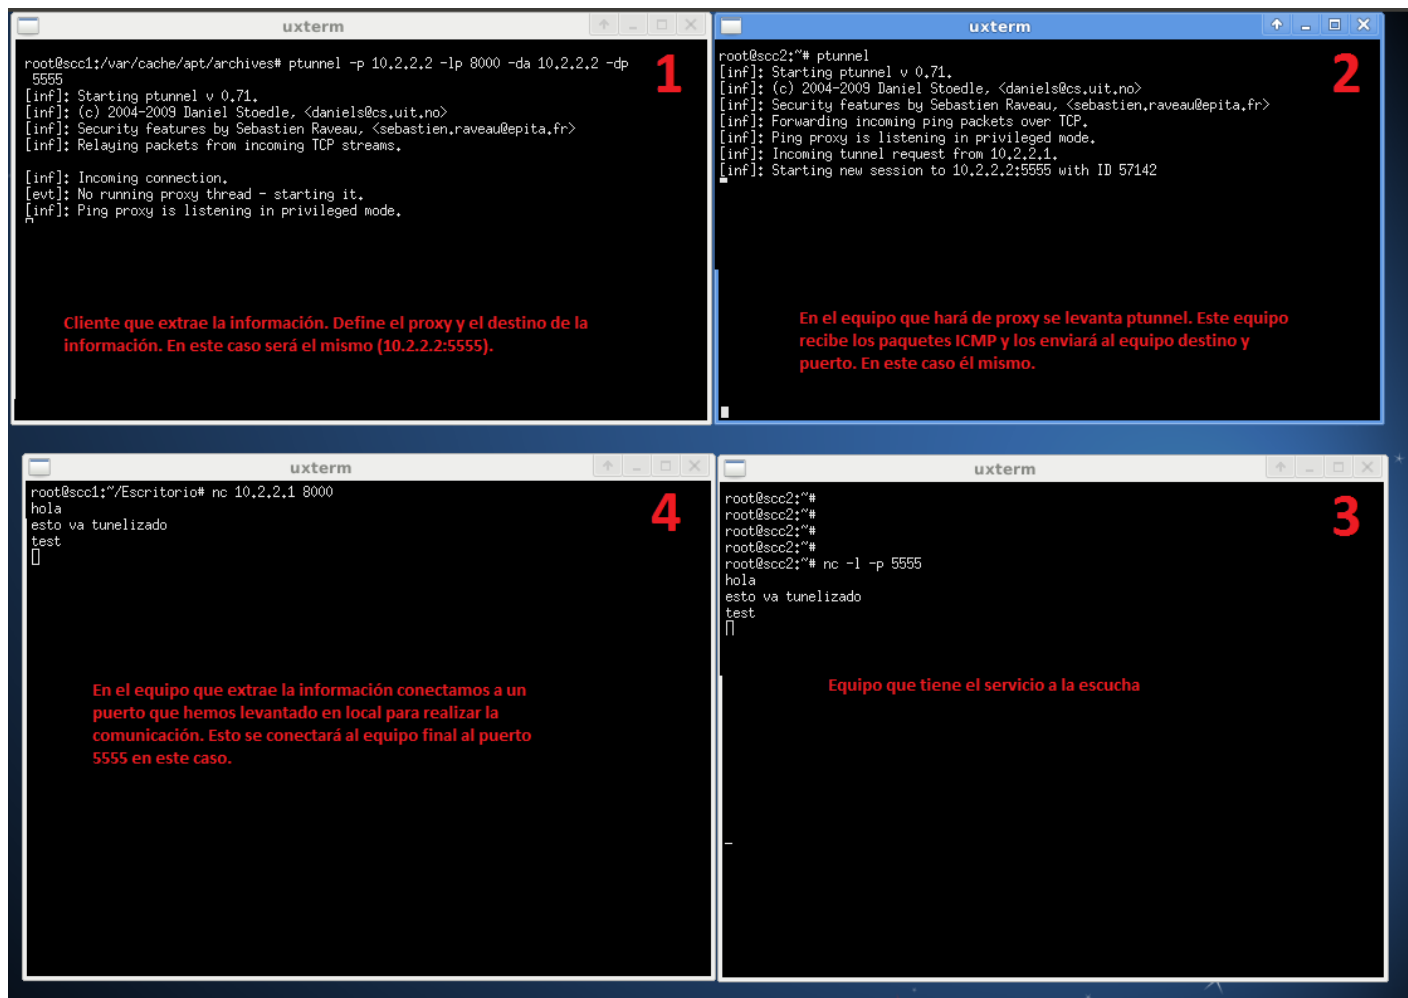 uxterm
root@scc1:/var/cache/apt/archives# ptunnel -p 10.2.2.2 -lp 8000 -da 10.2.2.2 -dp
5555
[inf]: Starting ptunnel v 0.71.
[inf]: (c) 2004-2009 Daniel Stoedle, <daniels@cs.uit.no>
[inf]: Security features by Sebastien Raveau, <sebastien.raveau@epita.fr>
[inf]: Relaying packets from incoming TCP streams.
[inf]: Incoming connection.
[evt]: No running proxy thread - starting it.
[inf]: Ping proxy is listening in privileged mode.
1
Cliente que extrae la información. Define el proxy y el destino de la
información. En este caso será el mismo (10.2.2.2:5555).
uxterm
root@scc2:~# ptunnel
[inf]: Starting ptunnel v 0.71.
[inf]: (c) 2004-2009 Daniel Stoedle, <daniels@cs.uit.no>
[inf]: Security features by Sebastien Raveau, <sebastien.raveau@epita.fr>
[inf]: Forwarding incoming ping packets over TCP.
[inf]: Ping proxy is listening in privileged mode.
[inf]: Incoming tunnel request from 10.2.2.1.
[inf]: Starting new session to 10.2.2.2:5555 with ID 57142
2
En el equipo que hará de proxy se levanta ptunnel. Este equipo
recibe los paquetes ICMP y los enviará al equipo destino y
puerto. En este caso él mismo.
uxterm
root@scc1:~/Escritorio# nc 10.2.2.1 8000
hola
esto va tunelizado
test
4
En el equipo que extrae la información conectamos a un
puerto que hemos levantado en local para realizar la
comunicación. Esto se conectará al equipo final al puerto
5555 en este caso.
uxterm
root@scc2:~#
root@scc2:~#
root@scc2:~#
root@scc2:~#
root@scc2:~# nc -l -p 5555
hola
esto va tunelizado
test
3
Equipo que tiene el servicio a la escucha